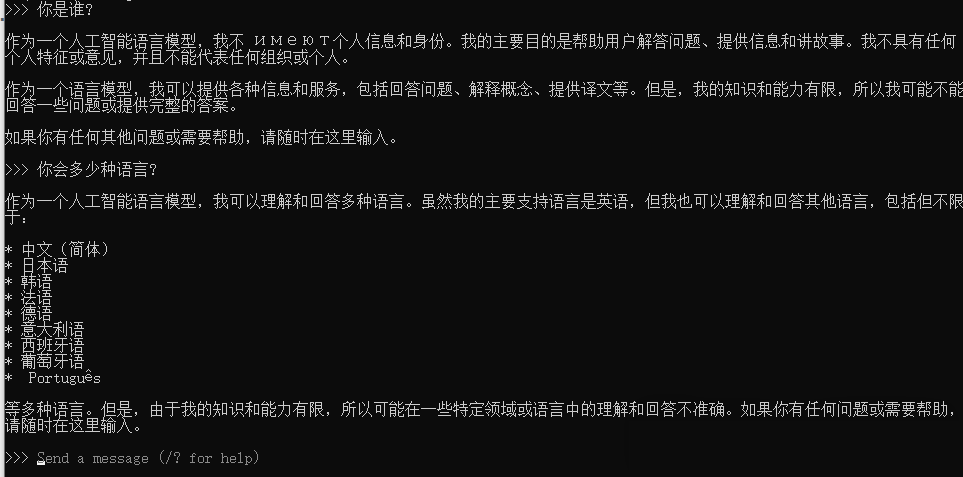 >>> 你是谁?
作为一个人工智能语言模型，我不 имеют个人信息和身份。我的主要目的是帮助用户解答问题、提供信息和讲故事。我不具有任何
个人特征或意见，并且不能代表任何组织或个人。
作为一个语言模型，我可以提供各种信息和服务，包括回答问题、解释概念、提供译文等。但是，我的知识和能力有限，所以我可能不能
回答一些问题或提供完整的答案。
如果你有任何其他问题或需要帮助，请随时在这里输入。
>>> 你会多少种语言?
作为一个人工智能语言模型，我可以理解和回答多种语言。虽然我的主要支持语言是英语，但我也可以理解和回答其他语言，包括但不限
于：
* 中文（简体）
* 日本语
* 韩语
* 法语
* 德语
* 意大利语
* 西班牙语
* 葡萄牙语
*  Português
等多种语言。但是，由于我的知识和能力有限，所以可能在一些特定领域或语言中的理解和回答不准确。如果你有任何问题或需要帮助，
请随时在这里输入。
>>> Send a message (/? for help)